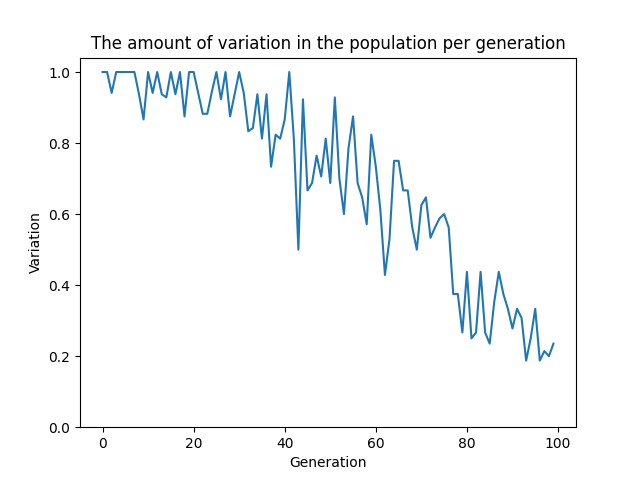 The amount of variation in the population per generation
1.0
0.8
0.6
0.4
0.2
0.0
Variation
0 20 40 60 80 100
Generation